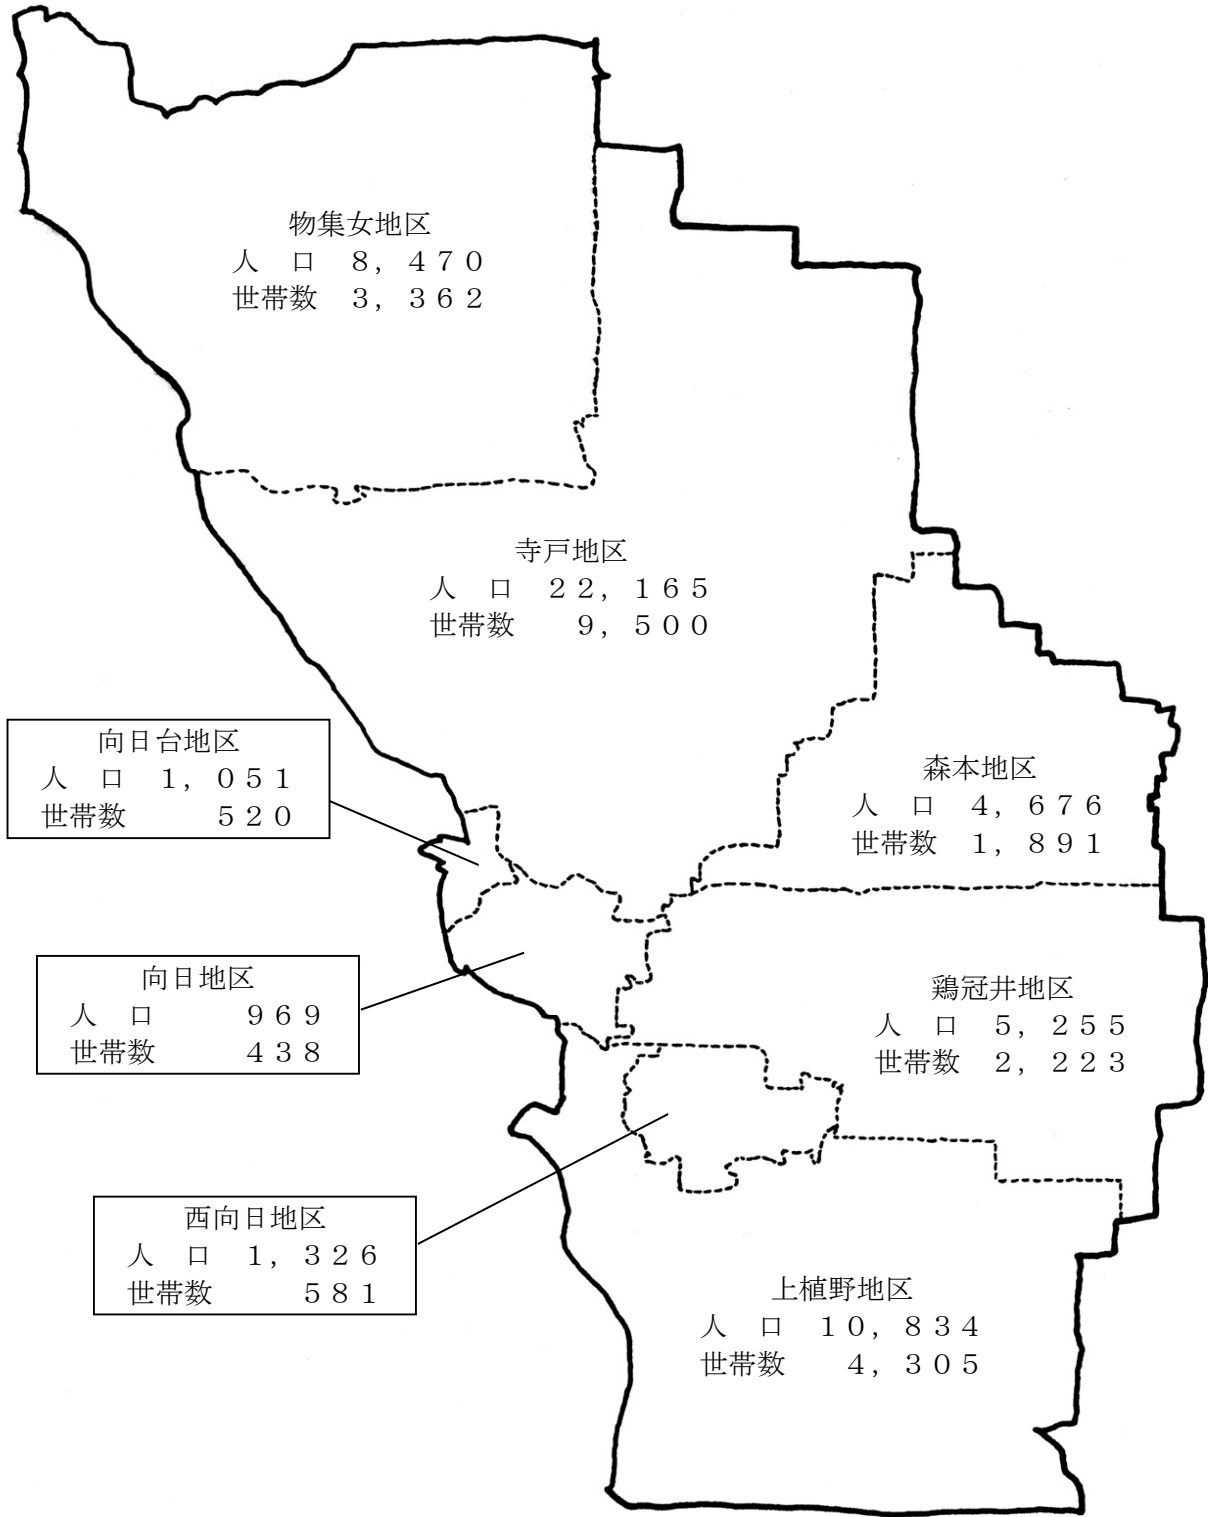 物集女地区
人　口　８，４７０
世帯数　３，３６２
寺戸地区
人　口　２２，１６５
世帯数　　９，５００
向日台地区
人　口　１，０５１
世帯数　　　５２０
森本地区
人　口　４，６７６
世帯数　１，８９１
向日地区
人　口　　　９６９
世帯数　　　４３８
鶏冠井地区
人　口　５，２５５
世帯数　２，２２３
西向日地区
人　口　１，３２６
世帯数　　　５８１
上植野地区
人　口　１０，８３４
世帯数　　４，３０５